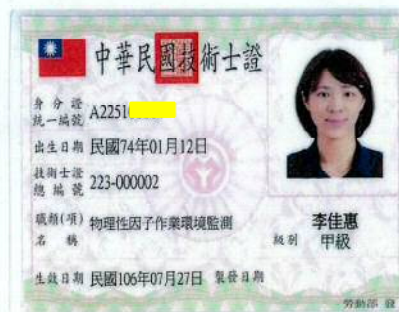 中華民國技術士證
身分證
統一編號 A2251
出生日期 民國74年01月12日
技術士證
總編號 223-000002
職類(項)
名稱 物理性因子作業環境監測
李佳惠
級別 甲級
生效日期 民國106年07月27日 製發日期
勞動部 發